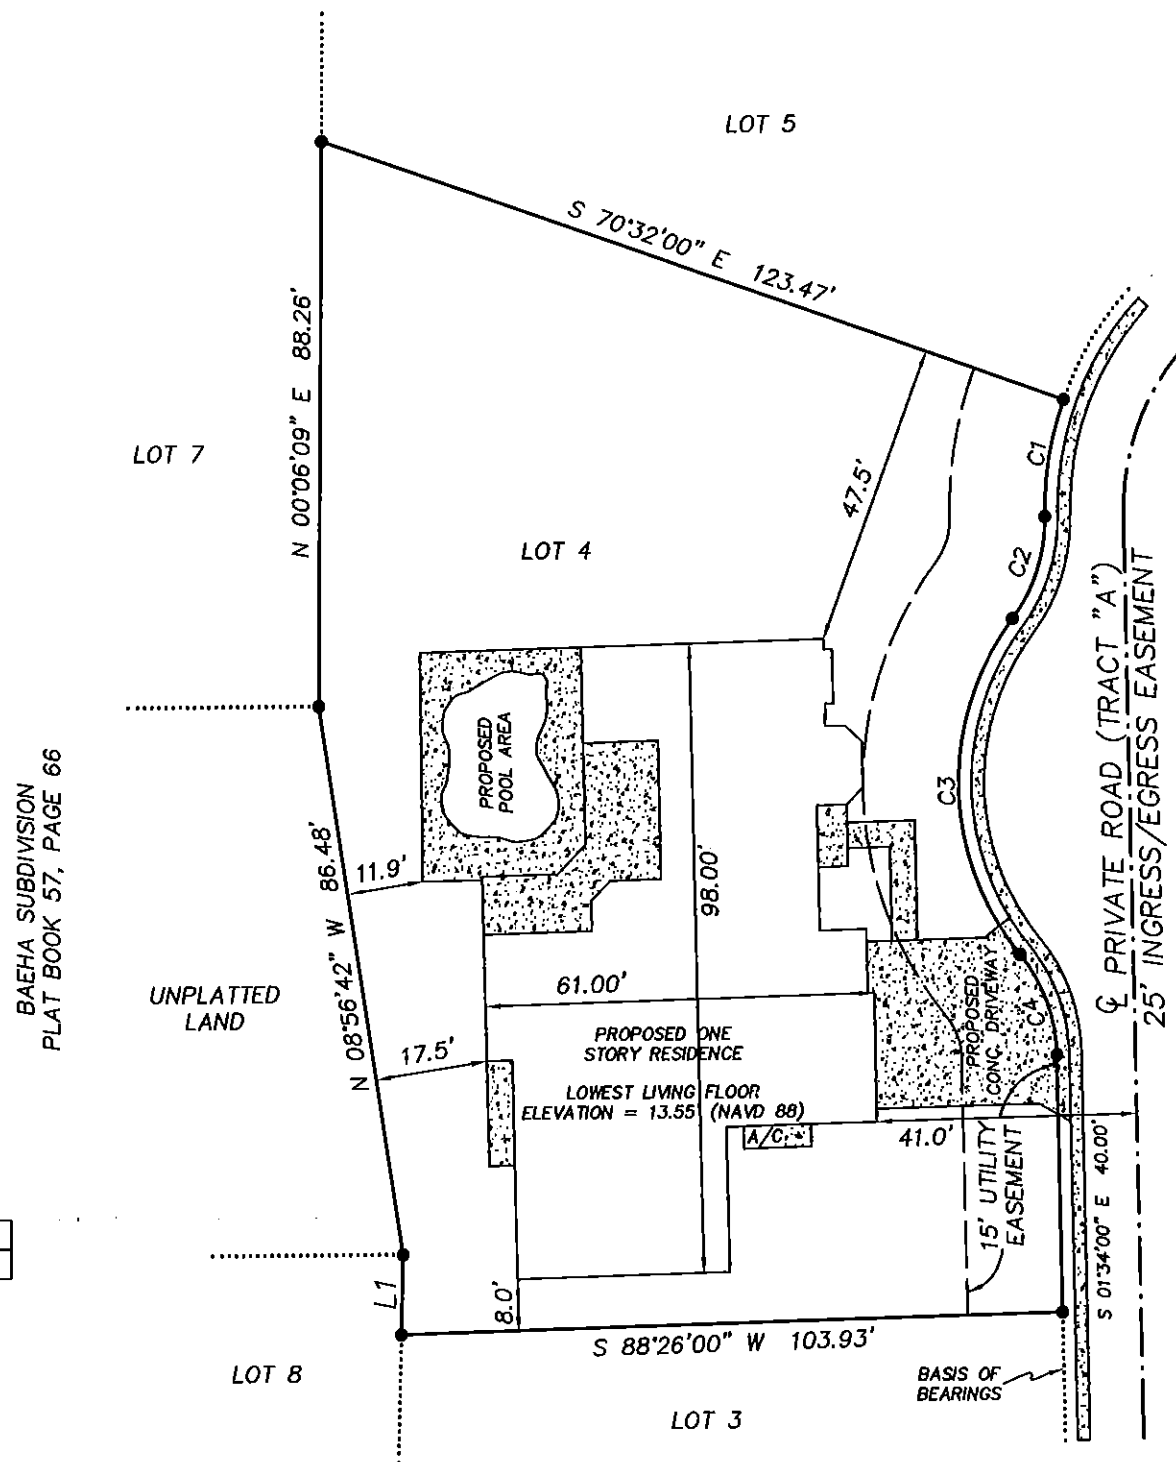 LOT 5
S 70°32'00" E 123.47'
N 00°06'09" E 88.26'
LOT 7
C1
47.5'
LOT 4
C2
℄ PRIVATE ROAD (TRACT "A")
25' INGRESS/EGRESS EASEMENT
PROPOSED
POOL AREA
C3
BAEHA SUBDIVISION
PLAT BOOK 57, PAGE 66
N 08°56'42" W 86.48'
11.9'
98.00'
UNPLATTED
LAND
61.00'
PROPOSED
CONC. DRIVEWAY
C4
17.5'
PROPOSED ONE
STORY RESIDENCE
LOWEST LIVING FLOOR
ELEVATION = 13.55 (NAVD 88)
A/C
41.0'
15' UTILITY
EASEMENT
S 01°34'00" E 40.00'
L1
8.0'
S 88°26'00" W 103.93'
LOT 8
BASIS OF
BEARINGS
LOT 3